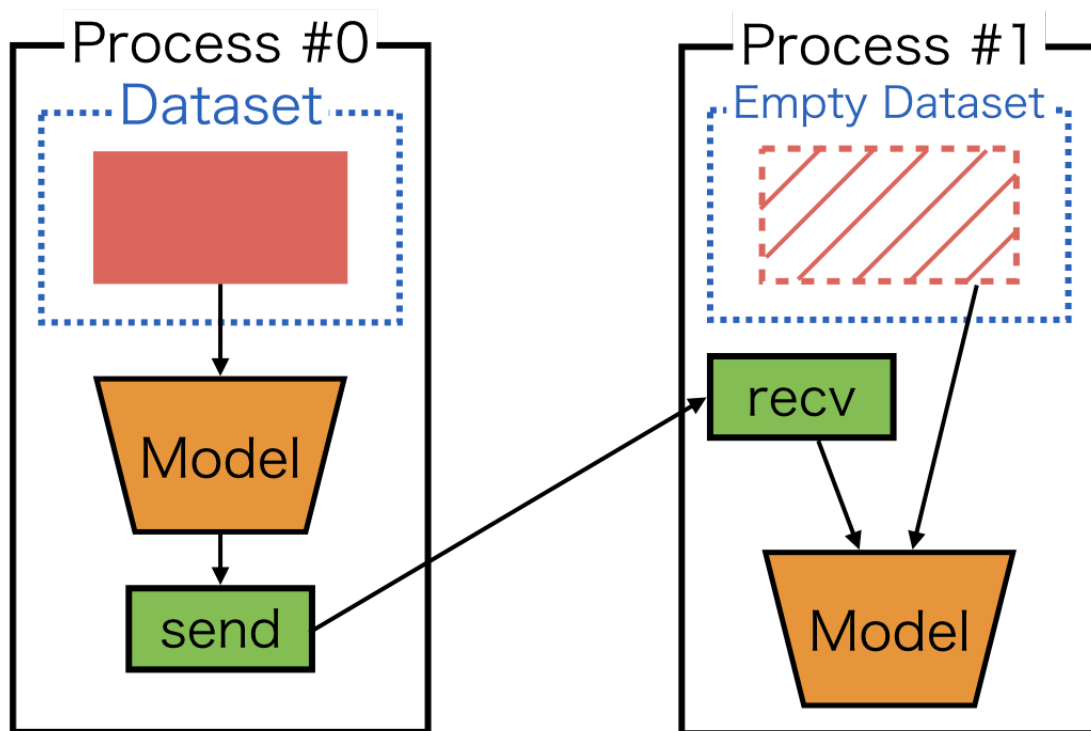 Process #0
Dataset
Model
send
Process #1
Empty Dataset
recv
Model